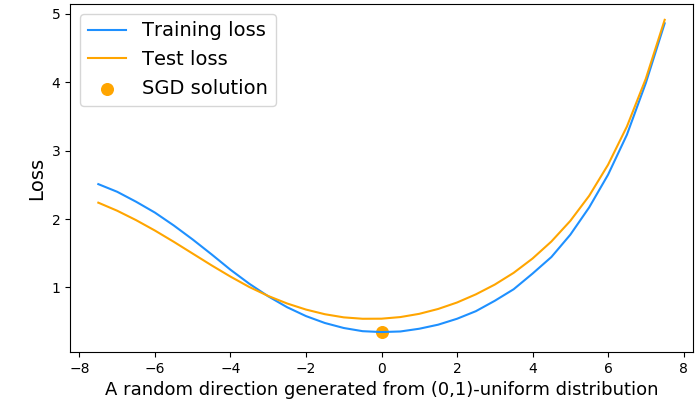 5
4
3
2
1
Loss
Training loss
Test loss
SGD solution
−8
−6
−4
−2
0
2
4
6
8
A random direction generated from (0,1)-uniform distribution